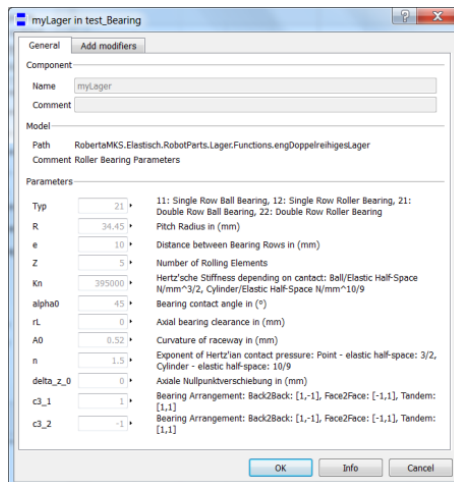 myLager in test_Bearing
General Add modifiers
Component
Name myLager
Comment
Model
Path RobertaMKS.Elastisch.RobotParts.Lager.Functions.engDoppelreihigesLager
Comment Roller Bearing Parameters
Parameters
Typ 21 11: Single Row Ball Bearing, 12: Single Row Roller Bearing, 21:
Double Row Ball Bearing, 22: Double Row Roller Bearing
R 34.45 Pitch Radius in (mm)
e 10 Distance between Bearing Rows in (mm)
Z 5 Number of Rolling Elements
Kn 395000 Hertz'sche Stiffness depending on cantact: Ball/Elastic Half-Space
N/mm^3/2, Cylinder/Elastic Half-Space N/mm^10/9
alpha0 45 Bearing contact angle in (º)
rL 0 Axial bearing clearance in (mm)
A0 0.52 Curvature of raceway in (mm)
n 1.5 Exponent of Hertz'ian contact pressure: Point - elastic half-space: 3/2,
Cylinder - elastic half-space: 10/9
delta_z_0 0 Axiale Nullpunktverschiebung in (mm)
c3_1 1 Bearing Arrangement: Back2Back: [1,-1], Face2Face: [-1,1], Tandem:
[1,1]
c3_2 -1 Bearing Arrangement: Back2Back: [1,-1], Face2Face: [-1,1], Tandem:
[1,1]
OK Info Cancel